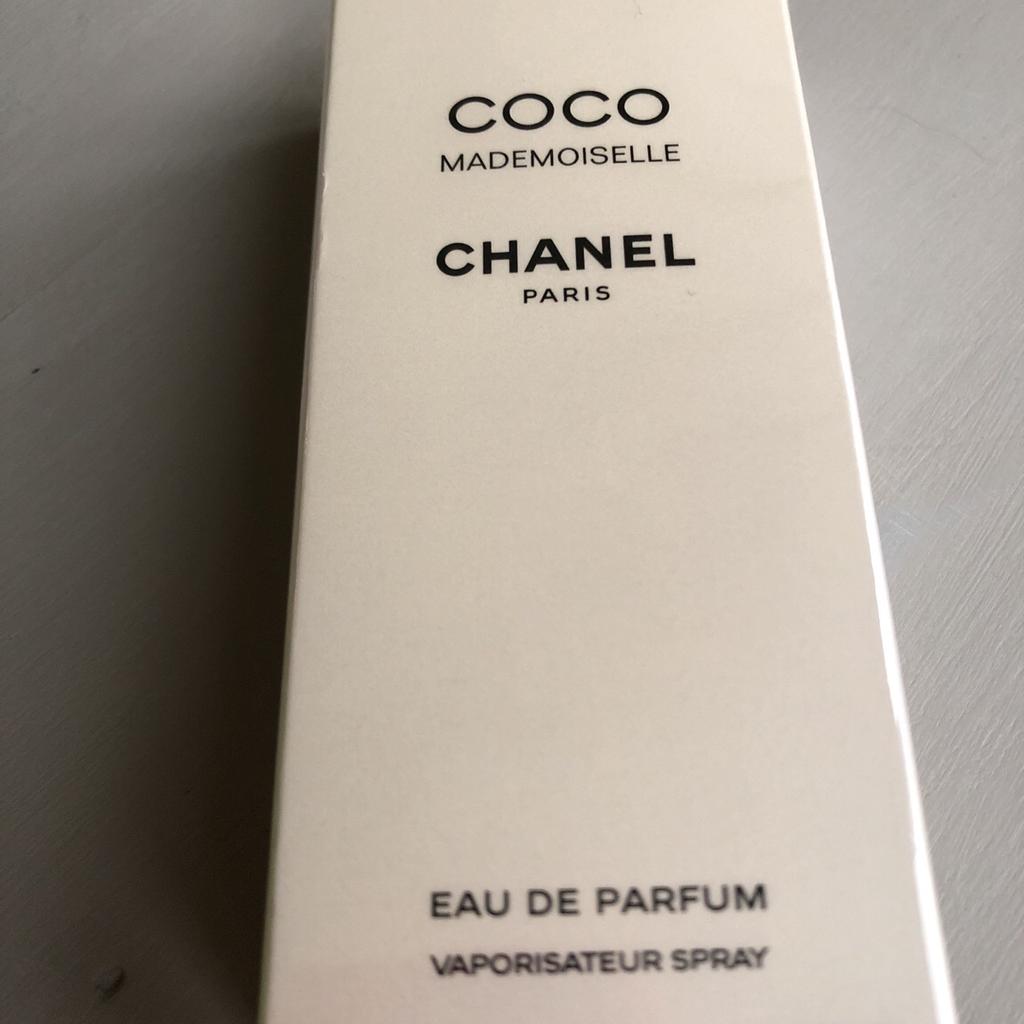 COCO
MADEMOISELLE
CHANEL
PARIS
EAU DE PARFUM
VAPORISATEUR SPRAY